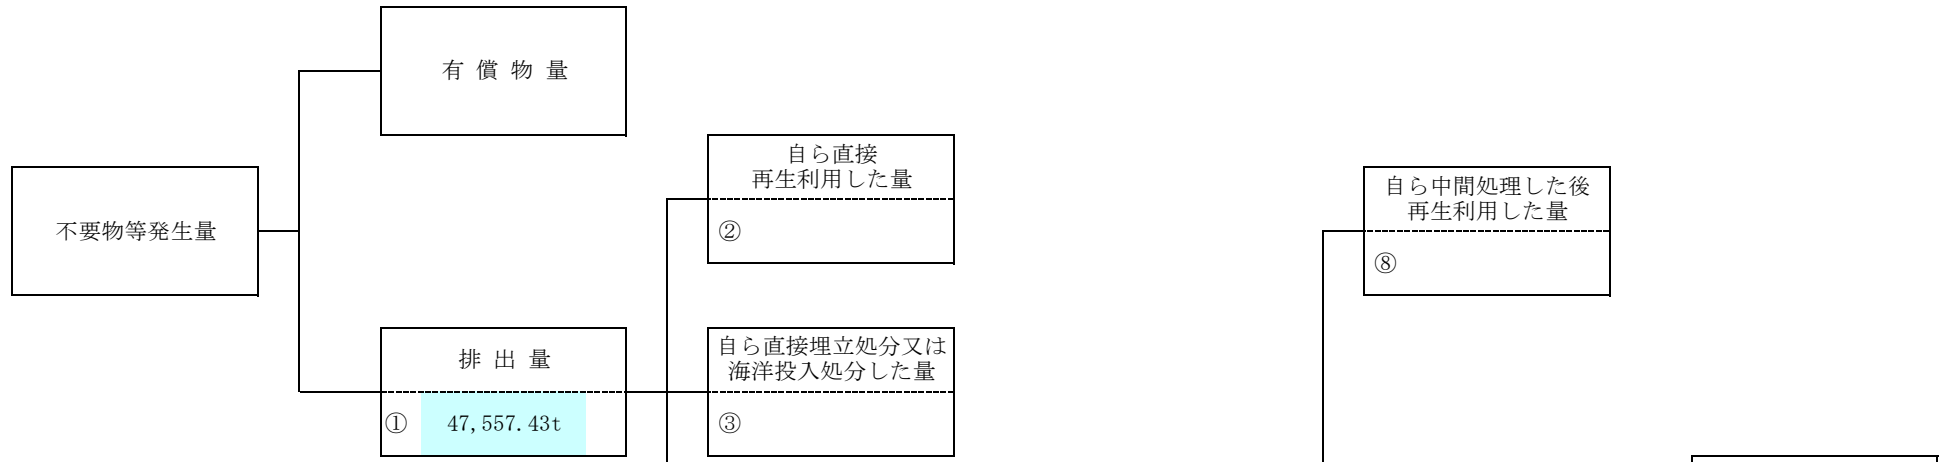 有 償 物 量
自ら直接
再生利用した量
②
自ら中間処理した後
再生利用した量
⑧
不要物等発生量
排 出 量
① 47,557.43t
自ら直接埋立処分又は
海洋投入処分した量
③